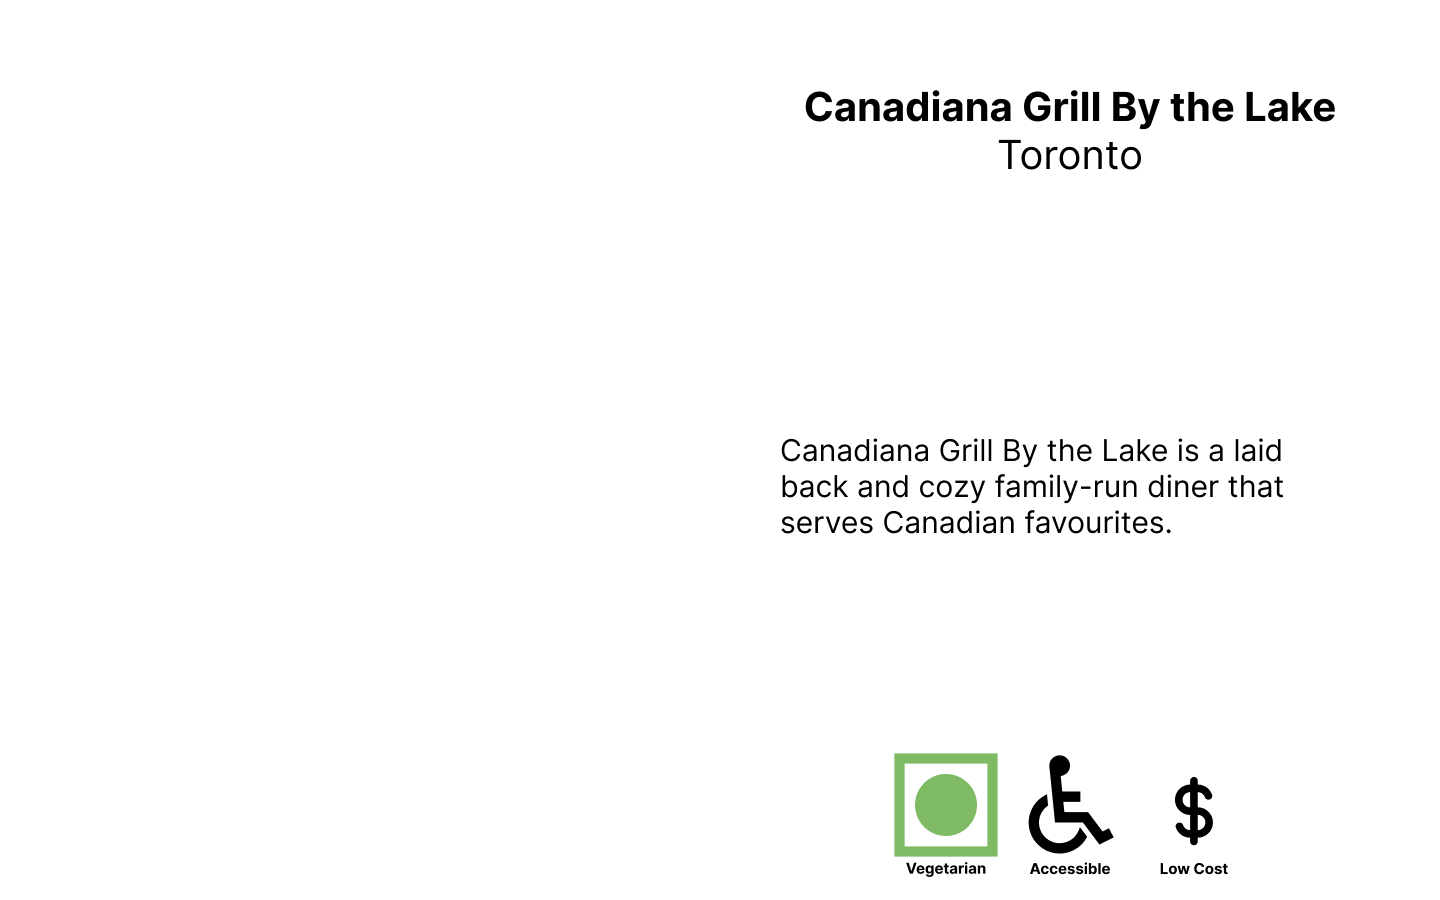 Canadiana Grill By the Lake
Toronto
Canadiana Grill By the Lake is a laid
back and cozy family-run diner that
serves Canadian favourites.
$
Vegetarian Accessible Low Cost